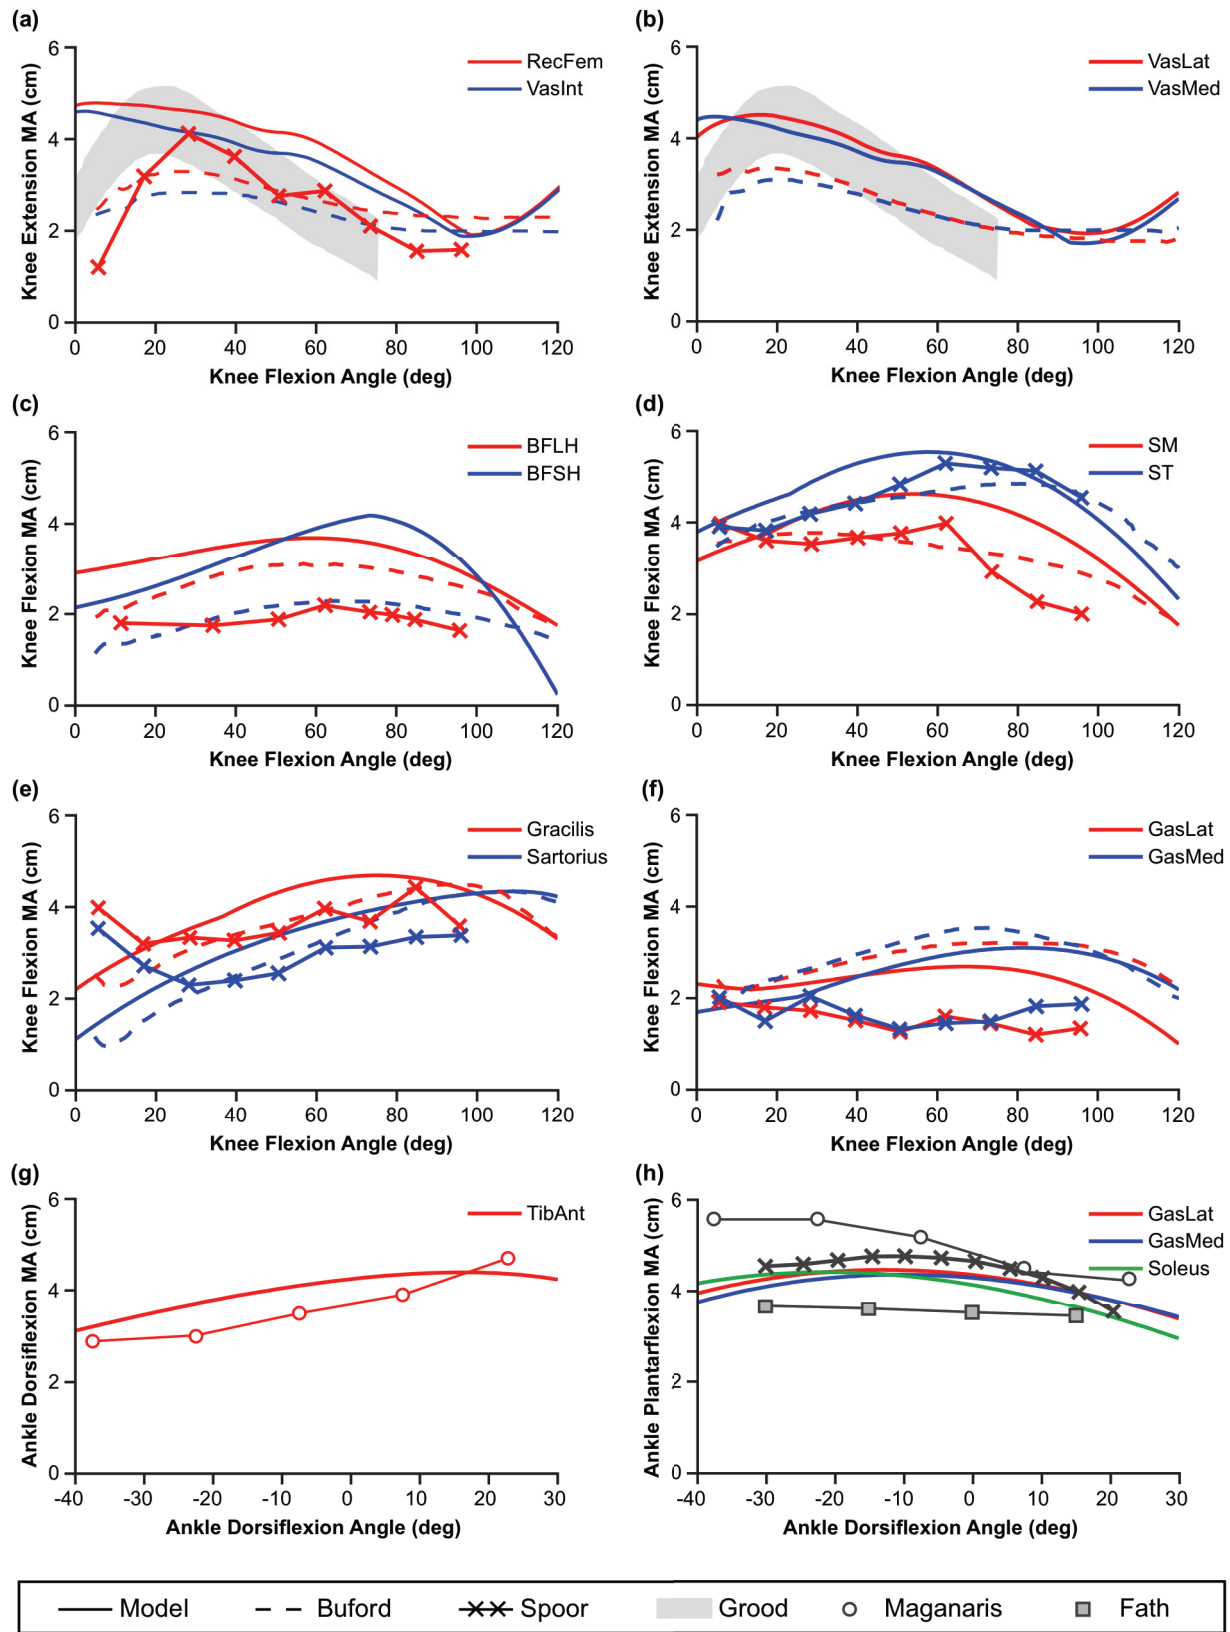 (a)
Knee Extension MA (cm)
6
4
2
0
RecFem
VasInt
0 20 40 60 80 100 120
Knee Flexion Angle (deg)
(b)
Knee Extension MA (cm)
6
4
2
0
VasLat
VasMed
0 20 40 60 80 100 120
Knee Flexion Angle (deg)
(c)
Knee Flexion MA (cm)
6
4
2
0
BFLH
BFSH
0 20 40 60 80 100 120
Knee Flexion Angle (deg)
(d)
Knee Flexion MA (cm)
6
4
2
0
SM
ST
0 20 40 60 80 100 120
Knee Flexion Angle (deg)
(e)
Knee Flexion MA (cm)
6
4
2
0
Gracilis
Sartorius
0 20 40 60 80 100 120
Knee Flexion Angle (deg)
(f)
Knee Flexion MA (cm)
6
4
2
0
GasLat
GasMed
0 20 40 60 80 100 120
Knee Flexion Angle (deg)
(g)
Ankle Dorsiflexion MA (cm)
6
4
2
0
TibAnt
-40 -30 -20 -10 0 10 20 30
Ankle Dorsiflexion Angle (deg)
(h)
Ankle Plantarflexion MA (cm)
6
4
2
0
GasLat
GasMed
Soleus
-40 -30 -20 -10 0 10 20 30
Ankle Dorsiflexion Angle (deg)
Model Buford Spoor Grood Maganaris Fath